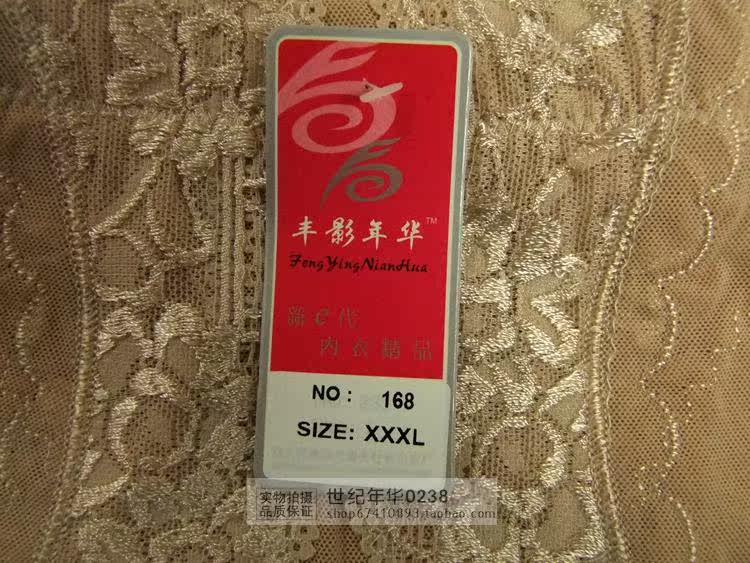 丰影年华™
FengYingNianHua
新e代
内衣精品
NO: 168
SIZE: XXXL
实物拍摄
品质保证
世纪年华0238
shop67410893.taobao.com